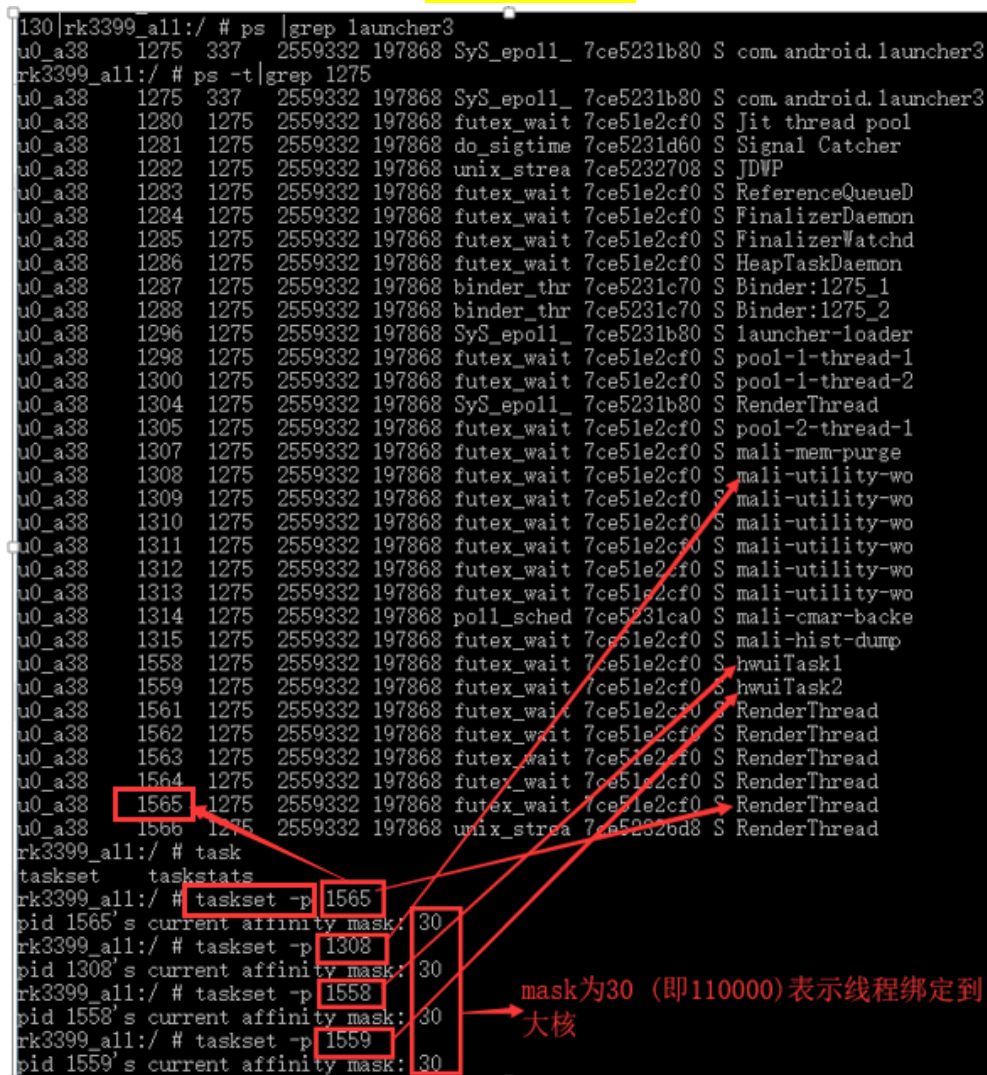 130|rk3399_all:/ # ps |grep launcher3
u0_a38 1275 337 2559332 197868 SyS_epoll_ 7ce5231b80 S com.android.launcher3
rk3399_all:/ # ps -t|grep 1275
u0_a38 1275 337 2559332 197868 SyS_epoll_ 7ce5231b80 S com.android.launcher3
u0_a38 1280 1275 2559332 197868 futex_wait 7ce51e2cf0 S Jit thread pool
u0_a38 1281 1275 2559332 197868 do_sigtime 7ce5231d60 S Signal Catcher
u0_a38 1282 1275 2559332 197868 unix_strea 7ce5232708 S JDWP
u0_a38 1283 1275 2559332 197868 futex_wait 7ce51e2cf0 S ReferenceQueueD
u0_a38 1284 1275 2559332 197868 futex_wait 7ce51e2cf0 S FinalizerDaemon
u0_a38 1285 1275 2559332 197868 futex_wait 7ce51e2cf0 S FinalizerWatchd
u0_a38 1286 1275 2559332 197868 futex_wait 7ce51e2cf0 S HeapTaskDaemon
u0_a38 1287 1275 2559332 197868 binder_thr 7ce5231c70 S Binder:1275_1
u0_a38 1288 1275 2559332 197868 binder_thr 7ce5231c70 S Binder:1275_2
u0_a38 1296 1275 2559332 197868 SyS_epoll_ 7ce5231b80 S launcher-loader
u0_a38 1298 1275 2559332 197868 futex_wait 7ce51e2cf0 S pool-1-thread-1
u0_a38 1300 1275 2559332 197868 futex_wait 7ce51e2cf0 S pool-1-thread-2
u0_a38 1304 1275 2559332 197868 SyS_epoll_ 7ce5231b80 S RenderThread
u0_a38 1305 1275 2559332 197868 futex_wait 7ce51e2cf0 S pool-2-thread-1
u0_a38 1307 1275 2559332 197868 futex_wait 7ce51e2cf0 S mali-mem-purge
u0_a38 1308 1275 2559332 197868 futex_wait 7ce51e2cf0 S mali-utility-wo
u0_a38 1309 1275 2559332 197868 futex_wait 7ce51e2cf0 S mali-utility-wo
u0_a38 1310 1275 2559332 197868 futex_wait 7ce51e2cf0 S mali-utility-wo
u0_a38 1311 1275 2559332 197868 futex_wait 7ce51e2cf0 S mali-utility-wo
u0_a38 1312 1275 2559332 197868 futex_wait 7ce51e2cf0 S mali-utility-wo
u0_a38 1313 1275 2559332 197868 futex_wait 7ce51e2cf0 S mali-utility-wo
u0_a38 1314 1275 2559332 197868 poll_sched 7ce5231ca0 S mali-cmar-backe
u0_a38 1315 1275 2559332 197868 futex_wait 7ce51e2cf0 S mali-hist-dump
u0_a38 1558 1275 2559332 197868 futex_wait 7ce51e2cf0 S hwuiTask1
u0_a38 1559 1275 2559332 197868 futex_wait 7ce51e2cf0 S hwuiTask2
u0_a38 1561 1275 2559332 197868 futex_wait 7ce51e2cf0 S RenderThread
u0_a38 1562 1275 2559332 197868 futex_wait 7ce51e2cf0 S RenderThread
u0_a38 1563 1275 2559332 197868 futex_wait 7ce51e2cf0 S RenderThread
u0_a38 1564 1275 2559332 197868 futex_wait 7ce51e2cf0 S RenderThread
u0_a38 1565 1275 2559332 197868 futex_wait 7ce51e2cf0 S RenderThread
u0_a38 1566 1275 2559332 197868 unix_strea 7ce5232bd8 S RenderThread
rk3399_all:/ # task
taskset taskstats
rk3399_all:/ # taskset -p 1565
pid 1565's current affinity mask: 30
rk3399_all:/ # taskset -p 1308
pid 1308's current affinity mask: 30
rk3399_all:/ # taskset -p 1558
pid 1558's current affinity mask: 30
rk3399_all:/ # taskset -p 1559
pid 1559's current affinity mask: 30
mask为30 (即110000)表示线程绑定到
大核